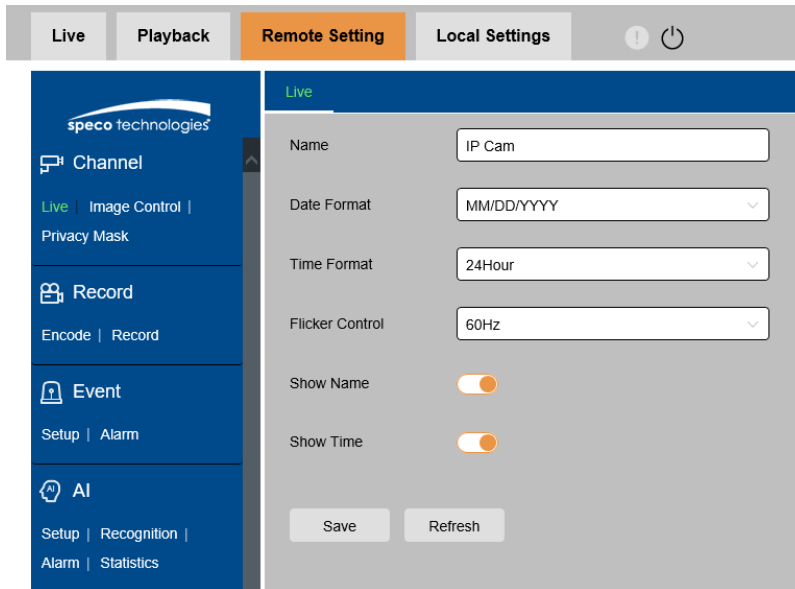 Live Playback Remote Setting Local Settings
speco technologies
Channel
Live | Image Control |
Privacy Mask
Record
Encode | Record
Event
Setup | Alarm
AI
AI
Setup | Recognition |
Alarm | Statistics
Live
Name IP Cam
Date Format MM/DD/YYYY
Time Format 24Hour
Flicker Control 60Hz
Show Name
Show Time
Save Refresh